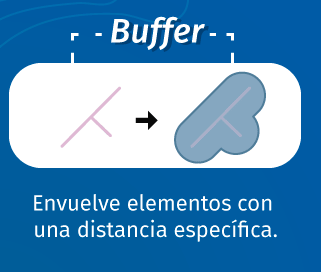 Buffer
Envuelve elementos con
una distancia específica.